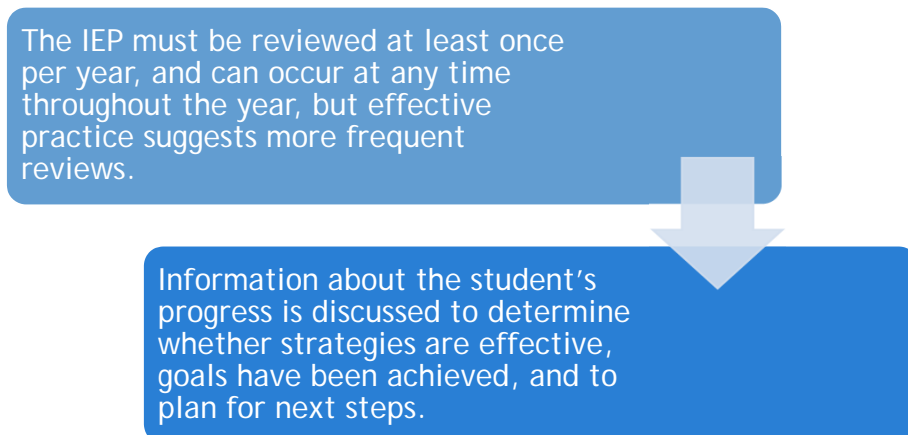 The IEP must be reviewed at least once
per year, and can occur at any time
throughout the year, but effective
practice suggests more frequent
reviews.
Information about the student's
progress is discussed to determine
whether strategies are effective,
goals have been achieved, and to
plan for next steps.